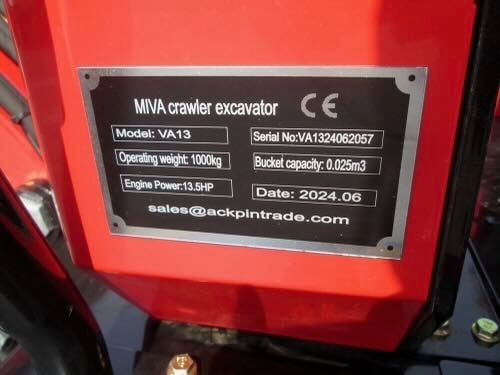 MIVA crawler excavator CE
Model: VA13
Serial No:VA1324062057
Operating weight: 1000kg
Bucket capacity: 0.025m3
Engine Power:13.5HP
Date: 2024.06
sales@ackpintrade.com